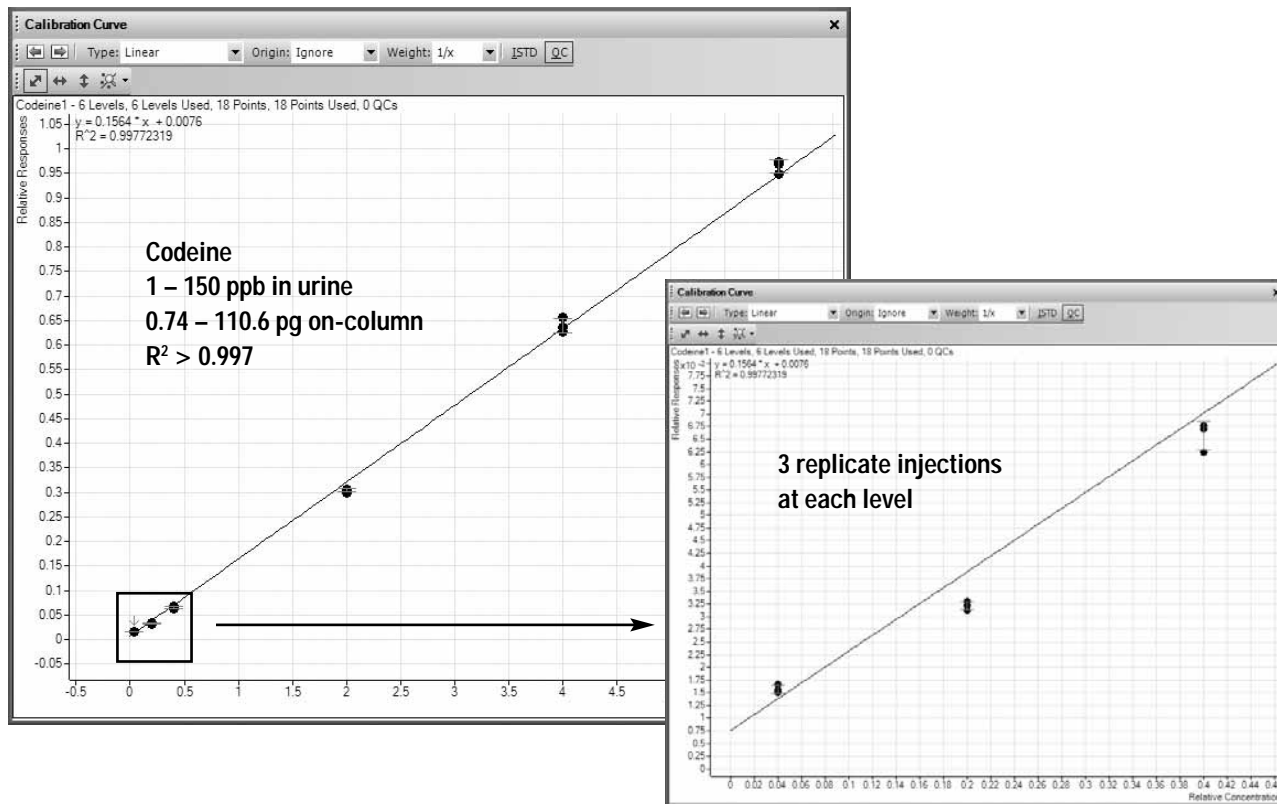 Calibration Curve
Type: Linear Origin: Ignore Weight: 1/x ISTD QC
Codeine1 - 6 Levels, 6 Levels Used, 18 Points, 18 Points Used, 0 QCs
y = 0.1564 * x + 0.0076
R^2 = 0.99772319
Relative Responses
1.05
1
0.95
0.9
0.85
0.8
0.75
0.7
0.65
0.6
0.55
0.5
0.45
0.4
0.35
0.3
0.25
0.2
0.15
0.1
0.05
0
-0.05
-0.5 0 0.5 1 1.5 2 2.5 3 3.5 4 4.5
Codeine
1 – 150 ppb in urine
0.74 – 110.6 pg on-column
R² > 0.997
Calibration Curve
Type: Linear Origin: Ignore Weight: 1/x ISTD QC
Codeine1 - 6 Levels, 6 Levels Used, 18 Points, 18 Points Used, 0 QCs
x10 -2
y = 0.1564 * x + 0.0076
R^2 = 0.99772319
Relative Responses
7.75
7.5
7.25
7
6.75
6.5
6.25
6
5.75
5.5
5.25
5
4.75
4.5
4.25
4
3.75
3.5
3.25
3
2.75
2.5
2.25
2
1.75
1.5
1.25
1
0.75
0.5
0.25
0
3 replicate injections
at each level
0 0.02 0.04 0.06 0.08 0.1 0.12 0.14 0.16 0.18 0.2 0.22 0.24 0.26 0.28 0.3 0.32 0.34 0.36 0.38 0.4 0.42 0.44
Relative Concentration